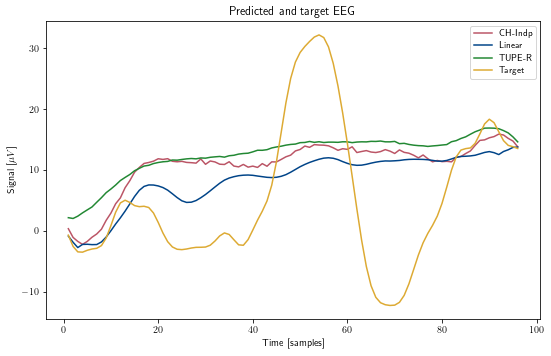 Predicted and target EEG
CH-Indp
Linear
TUPE-R
Target
30
20
10
0
−10
Signal [μV]
0 20 40 60 80 100
Time [samples]